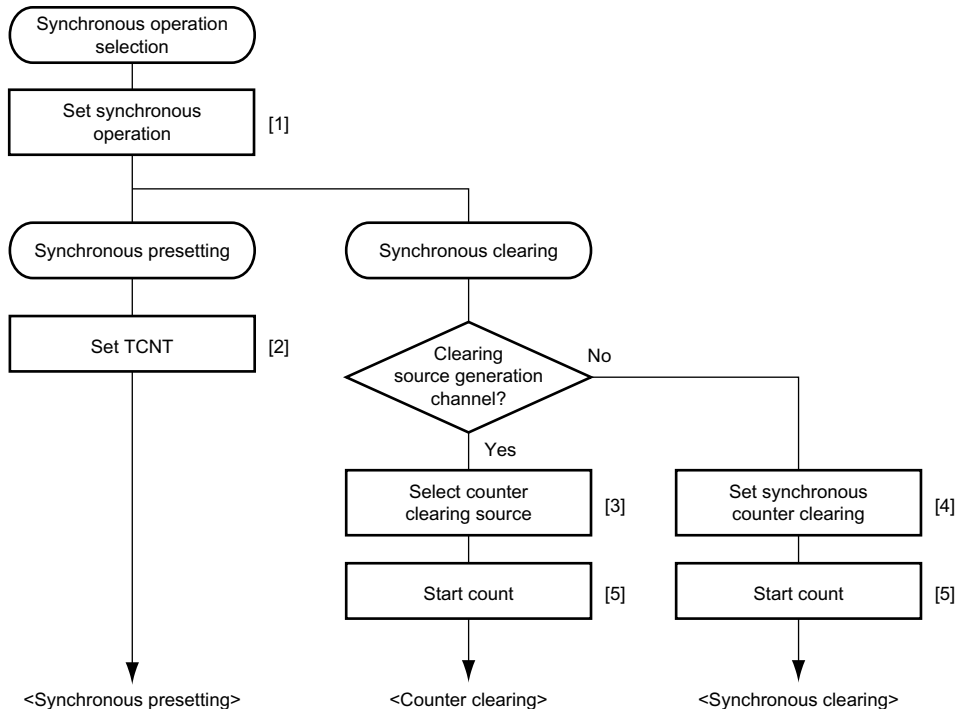 Synchronous operation
selection
Set synchronous
operation
[1]
Synchronous presetting
Synchronous clearing
Set TCNT
[2]
Clearing
source generation
channel?
No
Yes
Select counter
clearing source
[3]
Set synchronous
counter clearing
[4]
Start count
[5]
Start count
[5]
<Synchronous presetting>
<Counter clearing>
<Synchronous clearing>